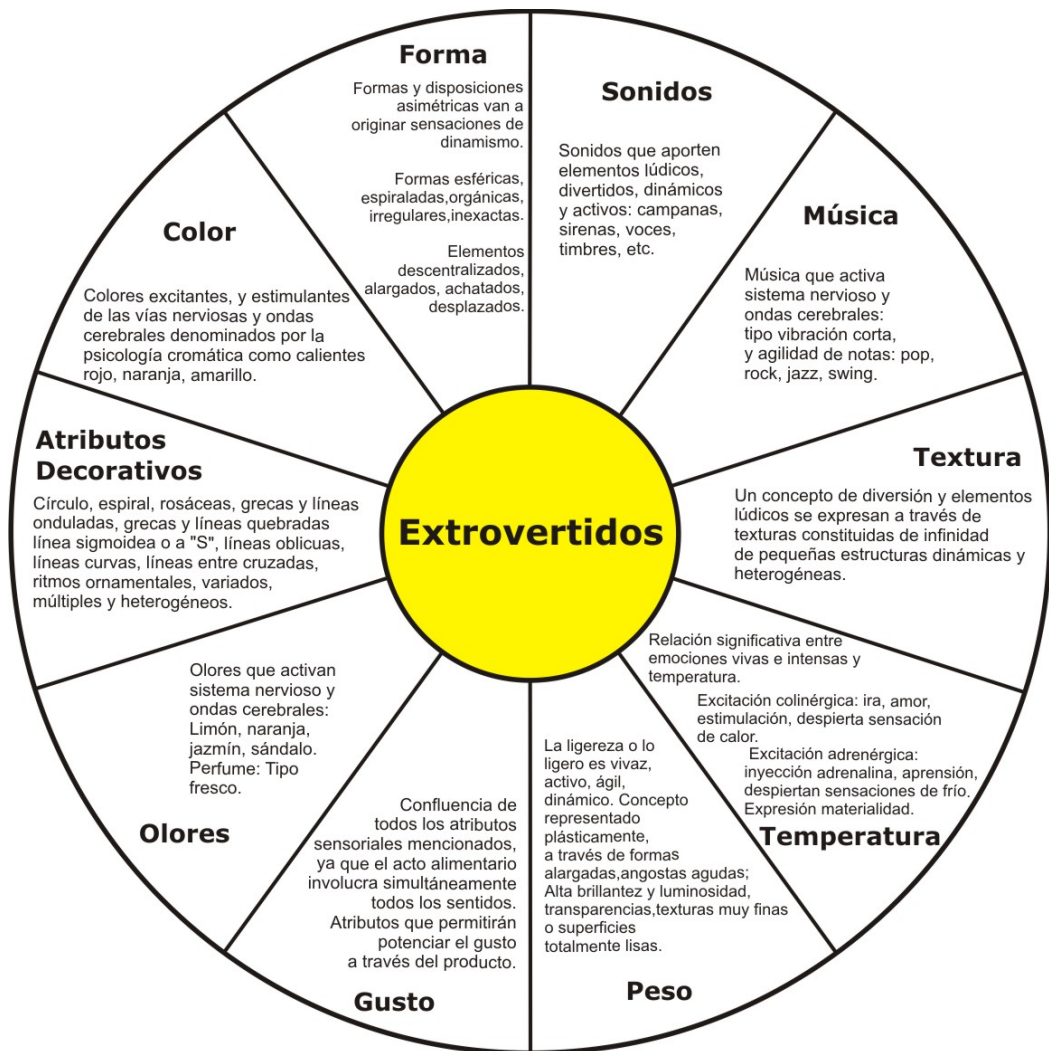 Forma
Formas y disposiciones
asimétricas van a
originar sensaciones de
dinamismo.
Formas esféricas,
espiraladas,orgánicas,
irregulares,inexactas.
Elementos
descentralizados,
alargados, achatados,
desplazados.
Sonidos
Sonidos que aporten
elementos lúdicos,
divertidos, dinámicos
y activos: campanas,
sirenas, voces,
timbres, etc.
Música
Música que activa
sistema nervioso y
ondas cerebrales:
tipo vibración corta,
y agilidad de notas: pop,
rock, jazz, swing.
Textura
Un concepto de diversión y elementos
lúdicos se expresan a través de
texturas constituidas de infinidad
de pequeñas estructuras dinámicas y
heterogéneas.
Relación significativa entre
emociones vivas e intensas y
temperatura.
Excitación colinérgica: ira, amor,
estimulación, despierta sensación
de calor.
Excitación adrenérgica:
inyección adrenalina, aprensión,
despiertan sensaciones de frío.
Expresión materialidad.
Temperatura
La ligereza o lo
ligero es vivaz,
activo, ágil,
dinámico. Concepto
representado
plásticamente,
a través de formas
alargadas,angostas agudas;
Alta brillantez y luminosidad,
transparencias,texturas muy finas
o superficies
totalmente lisas.
Peso
Confluencia de
todos los atributos
sensoriales mencionados,
ya que el acto alimentario
involucra simultáneamente
todos los sentidos.
Atributos que permitirán
potenciar el gusto
a través del producto.
Gusto
Olores que activan
sistema nervioso y
ondas cerebrales:
Limón, naranja,
jazmín, sándalo.
Perfume: Tipo
fresco.
Olores
Atributos
Decorativos
Círculo, espiral, rosáceas, grecas y líneas
onduladas, grecas y líneas quebradas
línea sigmoidea o a "S", líneas oblicuas,
líneas curvas, líneas entre cruzadas,
ritmos ornamentales, variados,
múltiples y heterogéneos.
Color
Colores excitantes, y estimulantes
de las vías nerviosas y ondas
cerebrales denominados por la
psicología cromática como calientes
rojo, naranja, amarillo.
Extrovertidos